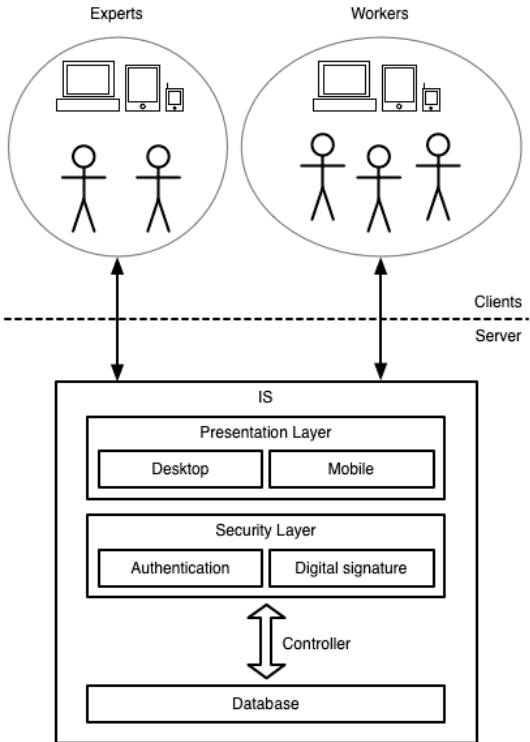 Experts
Workers
Clients
Server
IS
Presentation Layer
Desktop
Mobile
Security Layer
Authentication
Digital signature
Controller
Database